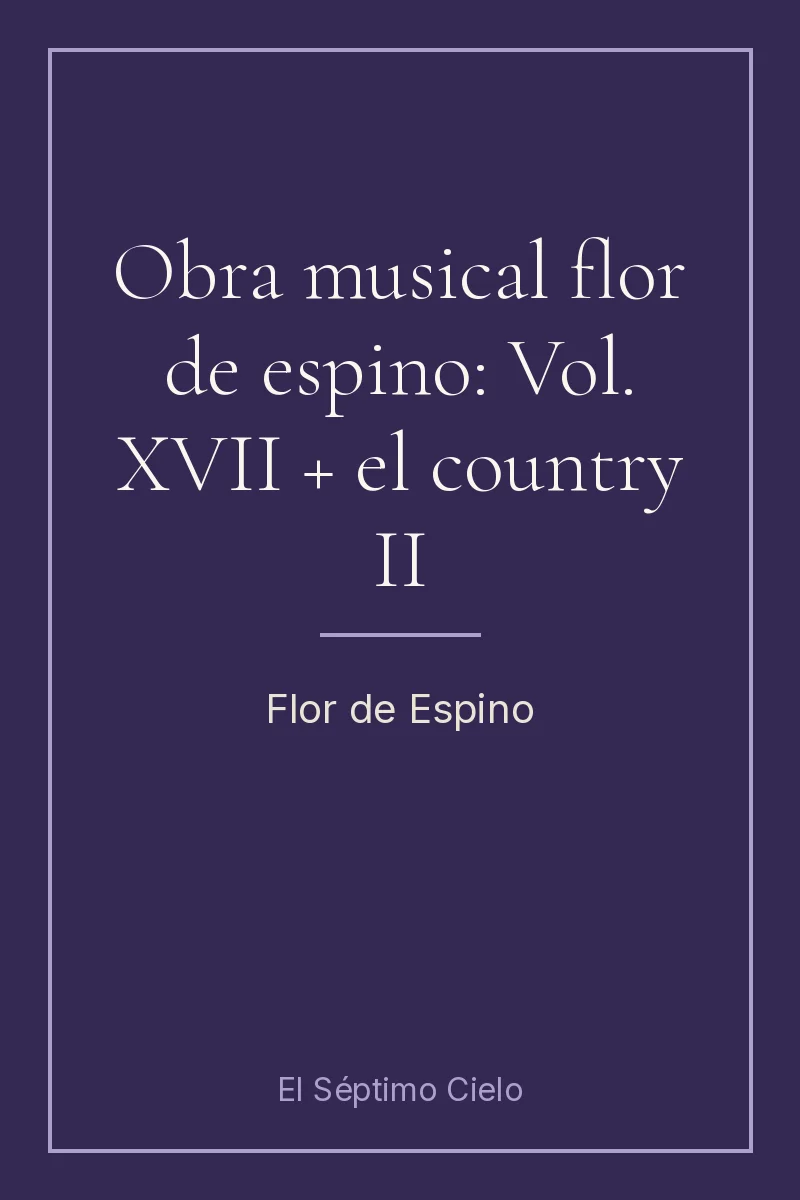 Obra musical flor
de espino: Vol.
XVII + el country
II
Flor de Espino
El Séptimo Cielo